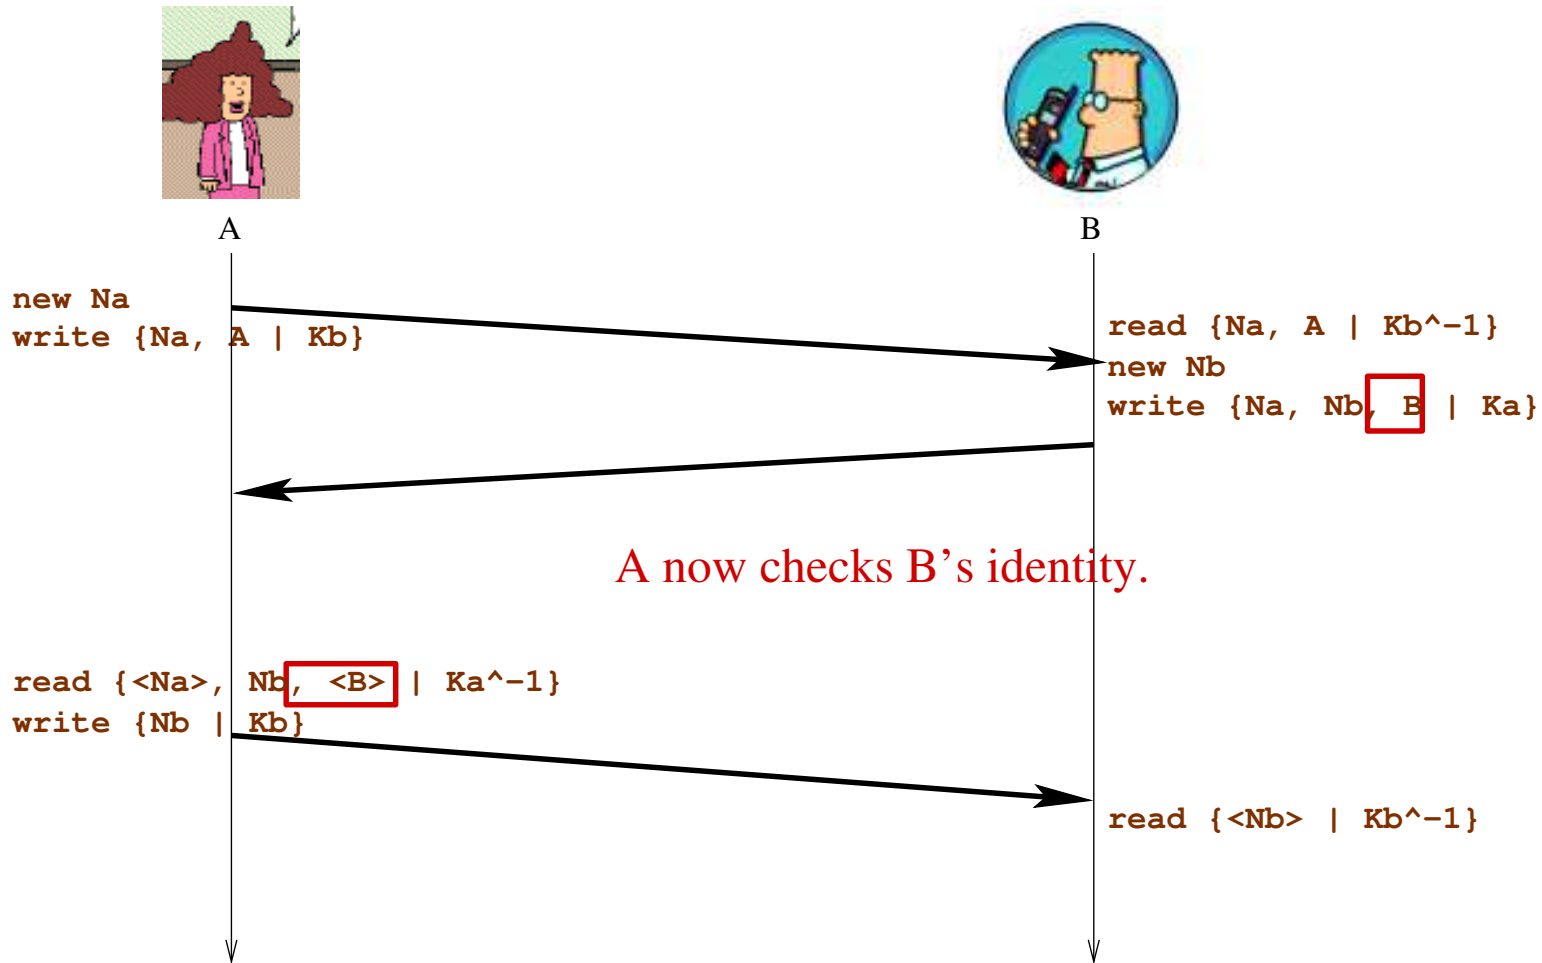 A
B
new Na
write {Na, A | Kb}
read {Na, A | Kb^−1}
new Nb
write {Na, Nb, B | Ka}
A now checks B’s identity.
read {<Na>, Nb, <B> | Ka^−1}
write {Nb | Kb}
read {<Nb> | Kb^−1}